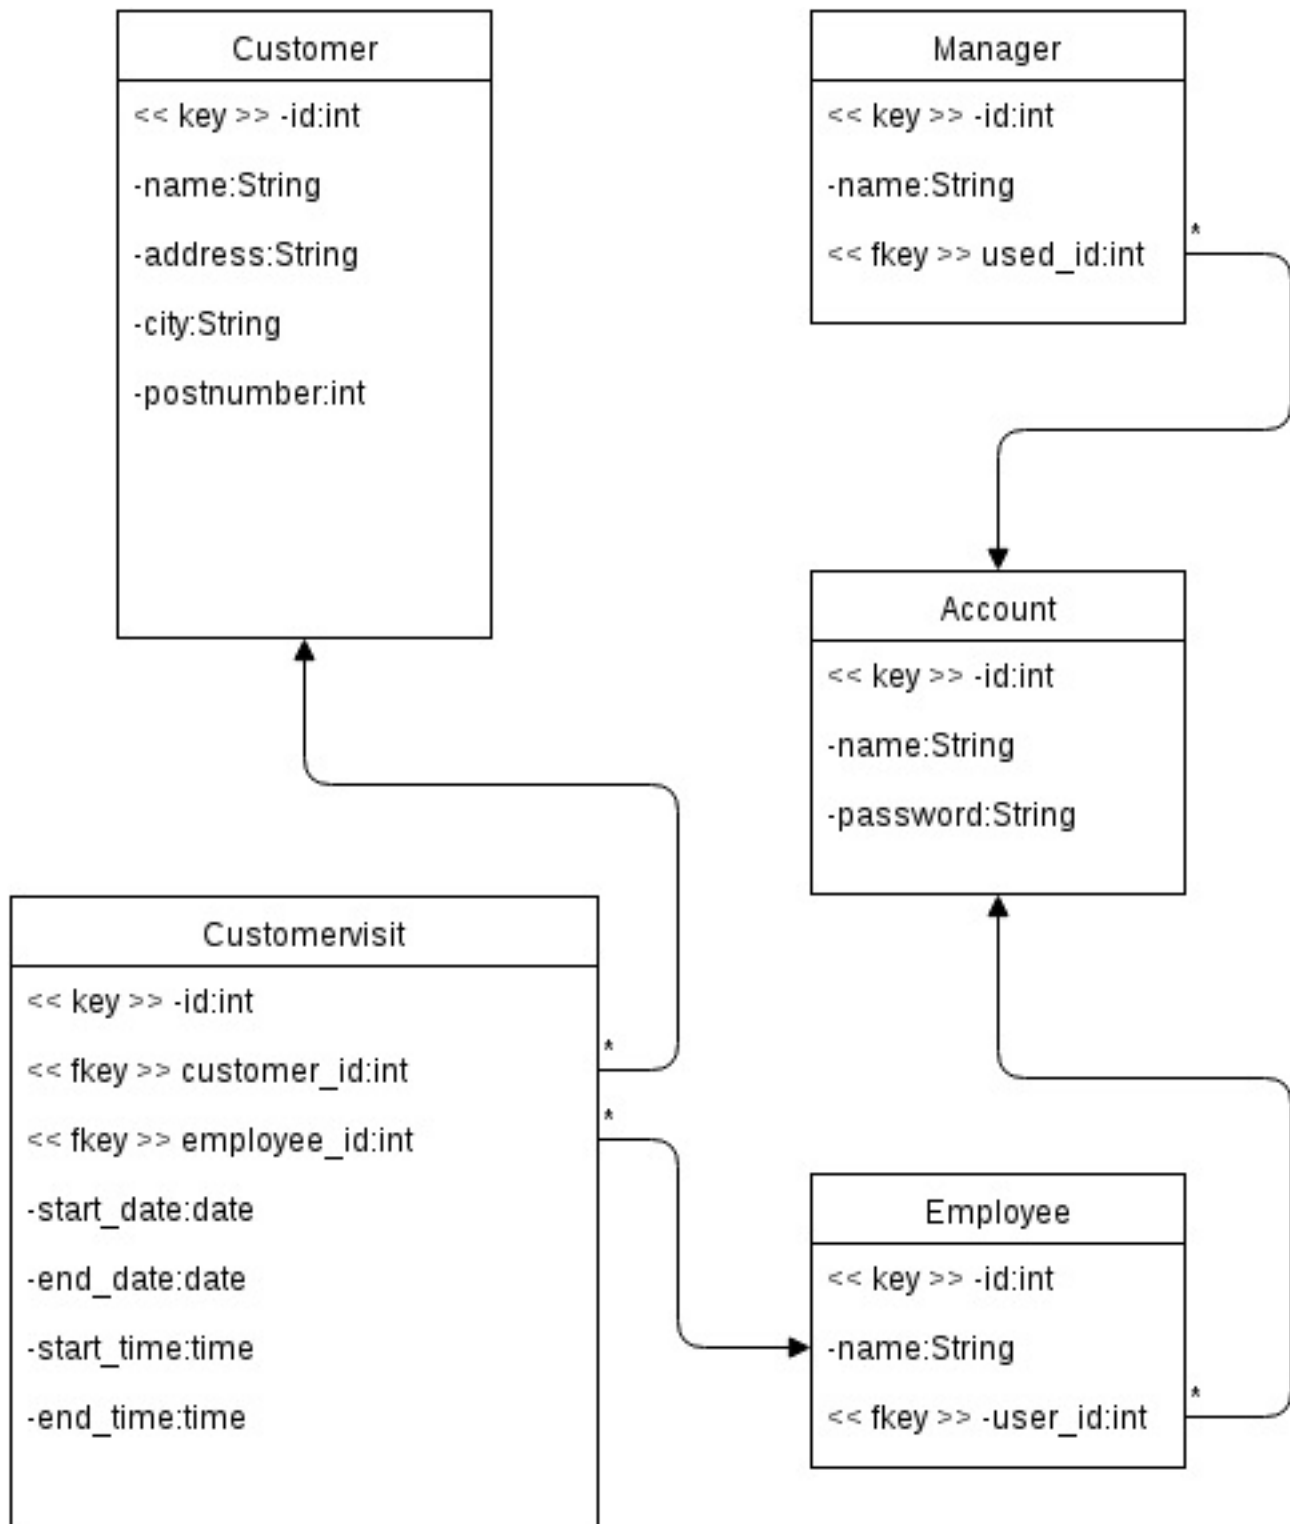 Customer
<< key >> -id:int
-name:String
-address:String
-city:String
-postnumber:int
Manager
<< key >> -id:int
-name:String
<< fkey >> used_id:int
*
Account
<< key >> -id:int
-name:String
-password:String
Customervisit
<< key >> -id:int
<< fkey >> customer_id:int
*
<< fkey >> employee_id:int
*
-start_date:date
-end_date:date
-start_time:time
-end_time:time
Employee
<< key >> -id:int
-name:String
<< fkey >> -user_id:int
*